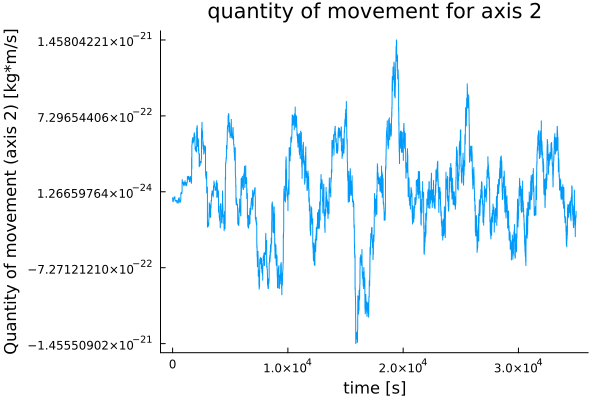 quantity of movement for axis 2
Quantity of movement (axis 2) [kg*m/s]
1.45804221×10⁻²¹
7.29654406×10⁻²²
1.26659764×10⁻²⁴
−7.27121210×10⁻²²
−1.45550902×10⁻²¹
0 1.0×10⁴ 2.0×10⁴ 3.0×10⁴
time [s]